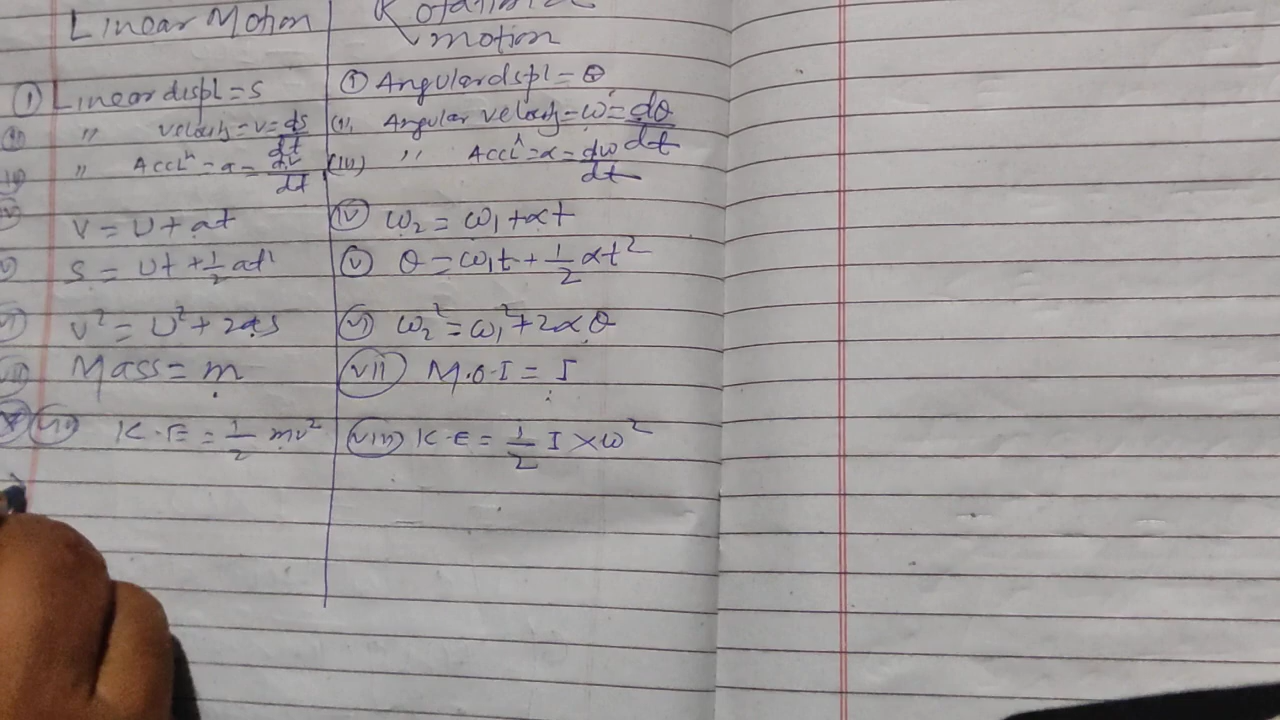 Linear Motion
Rotational motion
(i) Linear displ = s
(i) Angular dspl = θ
(ii) " velocity = v = ds/dt
(ii) Angular velocity = ω = dθ/dt
(iii) " Acclⁿ = a = dv/dt
(iii) " Acclⁿ = α = dω/dt
(iv) v = u + at
(iv) ω₂ = ω₁ + αt
(v) s = ut + 1/2 at²
(v) θ = ω₁t + 1/2 αt²
(vi) v² = u² + 2as
(vi) ω₂² = ω₁² + 2αθ
(vii) Mass = m
(vii) M.O.I = I
(viii) K.E = 1/2 mv²
(viii) K.E = 1/2 I × ω²